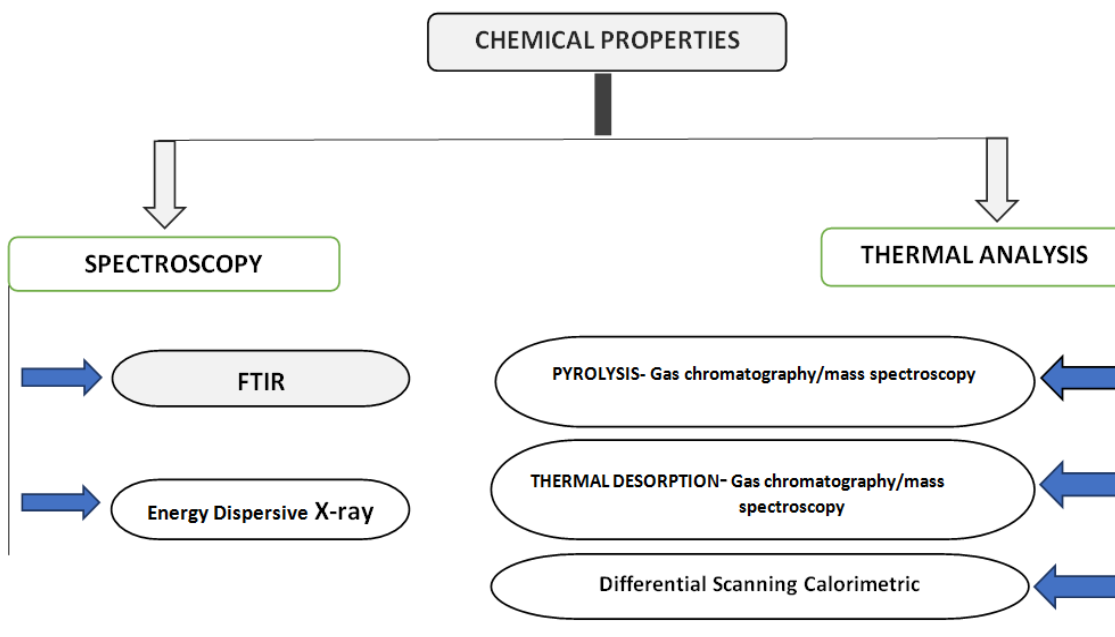 CHEMICAL PROPERTIES
SPECTROSCOPY
THERMAL ANALYSIS
FTIR
Energy Dispersive X-ray
PYROLYSIS- Gas chromatography/mass spectroscopy
THERMAL DESORPTION- Gas chromatography/mass
spectroscopy
Differential Scanning Calorimetric